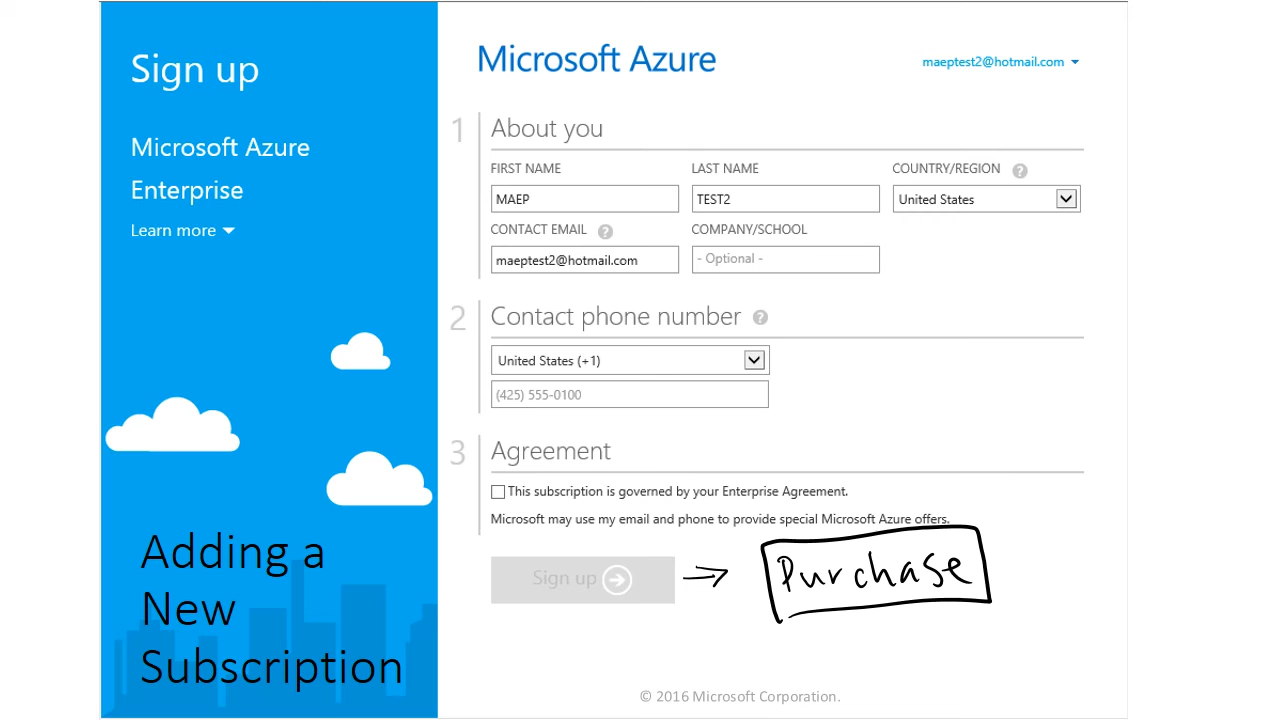 Sign up
Microsoft Azure
Enterprise
Learn more
Adding a
New
Subscription
Microsoft Azure
maeptest2@hotmail.com
1 About you
FIRST NAME LAST NAME COUNTRY/REGION ?
MAEP TEST2 United States
CONTACT EMAIL ? COMPANY/SCHOOL
maeptest2@hotmail.com - Optional -
2 Contact phone number ?
United States (+1)
(425) 555-0100
3 Agreement
This subscription is governed by your Enterprise Agreement.
Microsoft may use my email and phone to provide special Microsoft Azure offers.
Sign up → Purchase
© 2016 Microsoft Corporation.